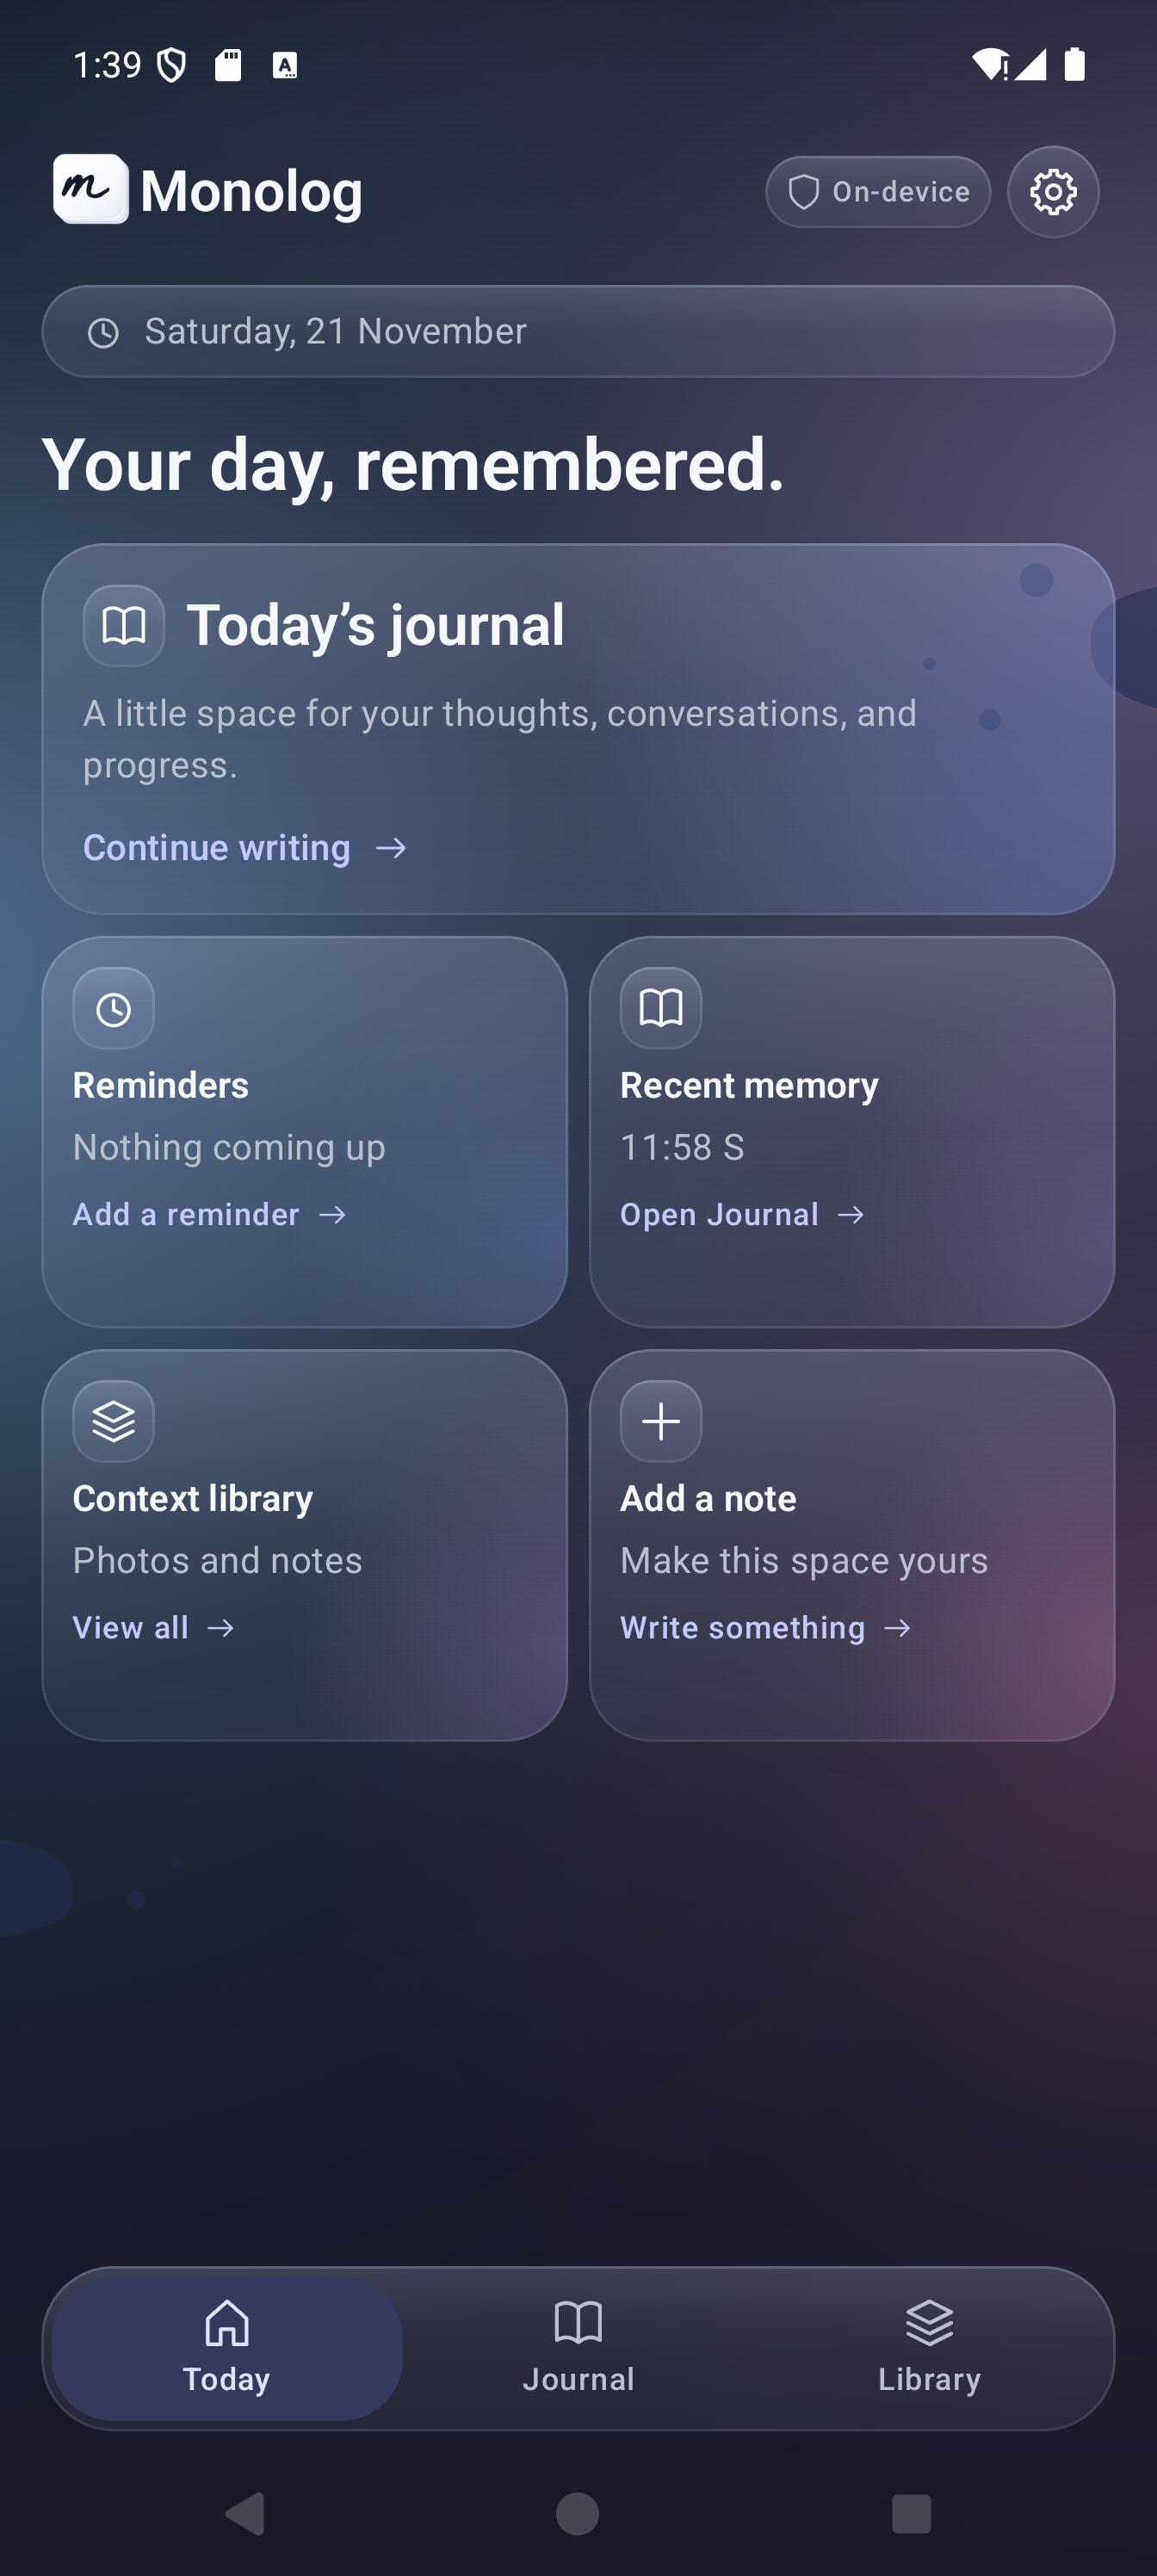 1:39
Monolog
On-device
Saturday, 21 November
Your day, remembered.
Today’s journal
A little space for your thoughts, conversations, and
progress.
Continue writing →
Reminders
Nothing coming up
Add a reminder →
Recent memory
11:58 S
Open Journal →
Context library
Photos and notes
View all →
Add a note
Make this space yours
Write something →
Today
Journal
Library